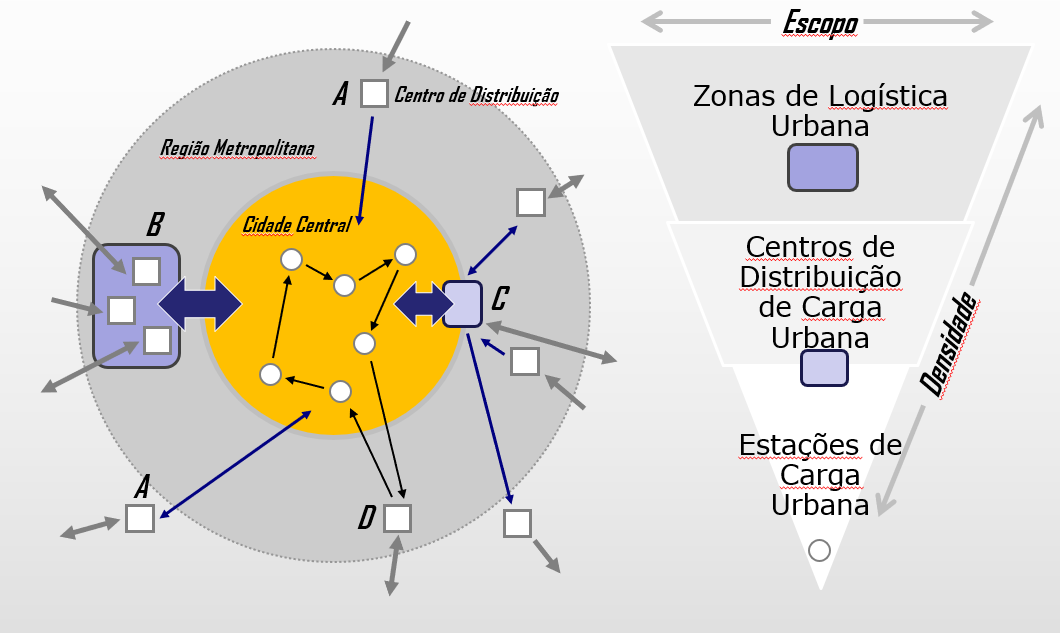 A
Centro de Distribuição
Região Metropolitana
B
Cidade Central
C
A
D
Escopo
Zonas de Logística
Urbana
Centros de
Distribuição
de Carga
Urbana
Densidade
Estações de
Carga
Urbana